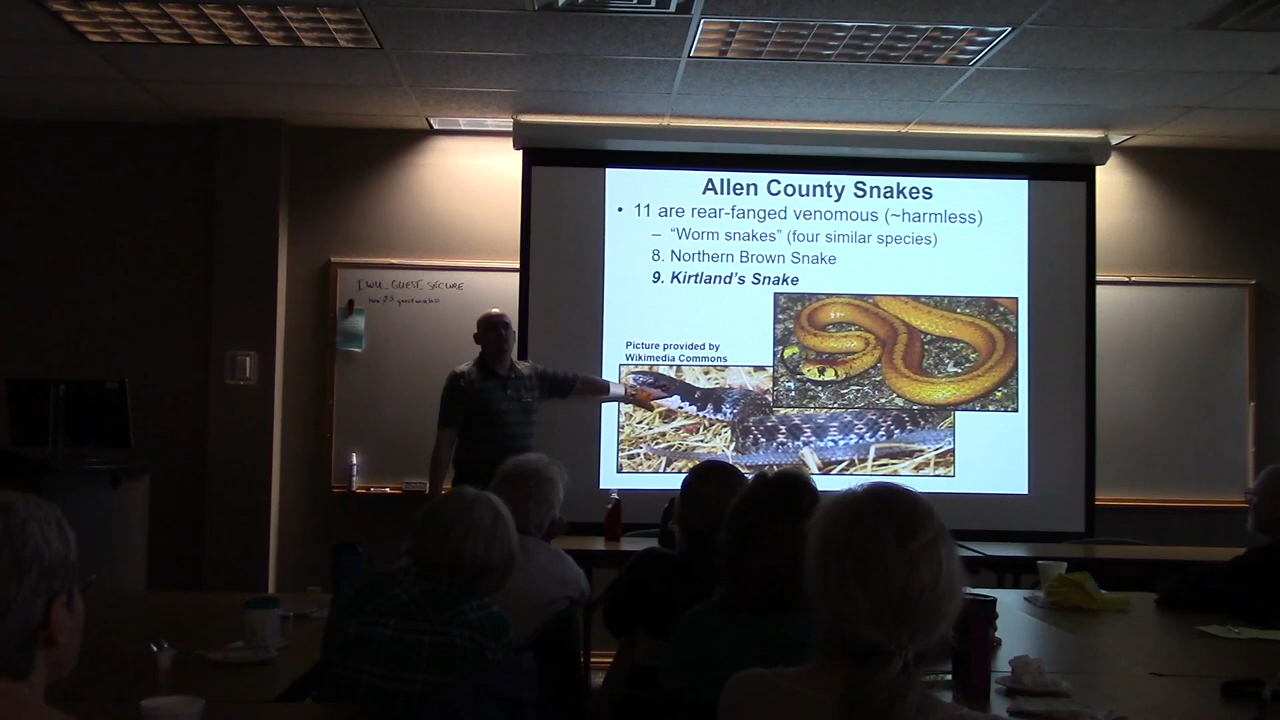 Allen County Snakes
• 11 are rear-fanged venomous (~harmless)
– "Worm snakes" (four similar species)
8. Northern Brown Snake
9. Kirtland's Snake
Picture provided by
Wikimedia Commons
IWU_GUEST_SECURE